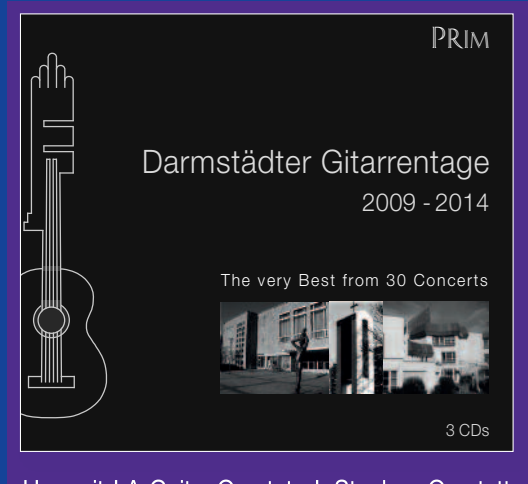 PRIM
Darmstädter Gitarrentage
2009 - 2014
The very Best from 30 Concerts
3 CDs